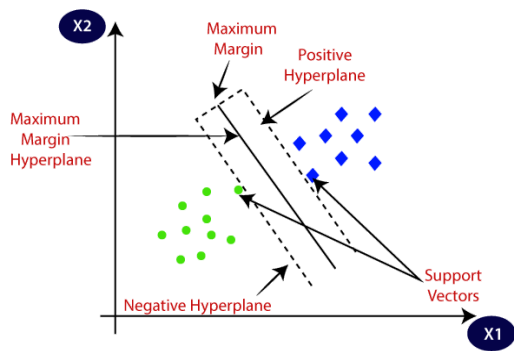 X2
Maximum
Margin
Positive
Hyperplane
Maximum
Margin
Hyperplane
Support
Vectors
Negative Hyperplane
X1